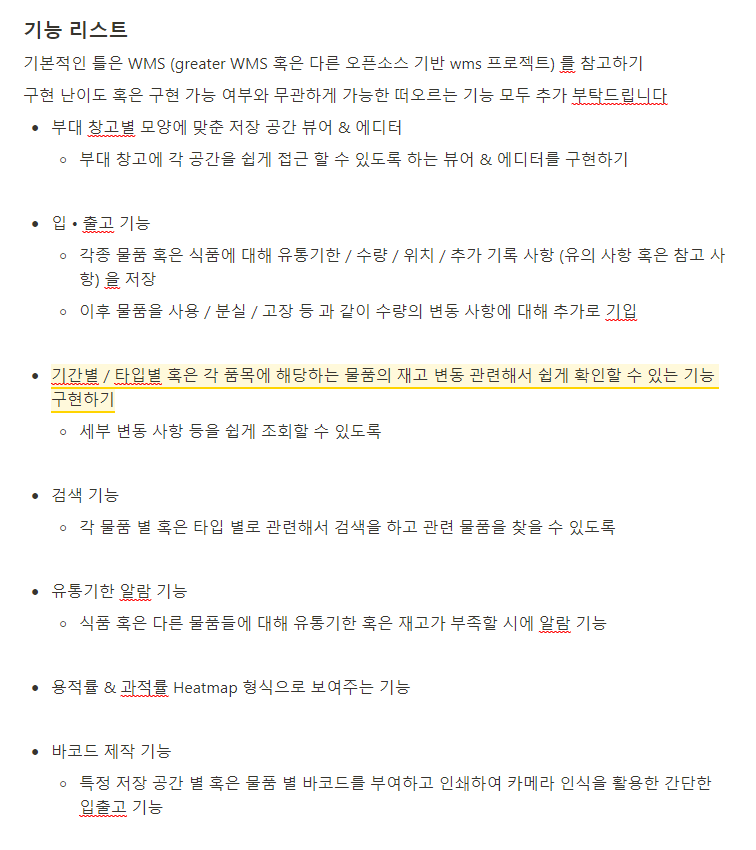 기능 리스트
기본적인 틀은 WMS (greater WMS 혹은 다른 오픈소스 기반 wms 프로젝트) 를 참고하기
구현 난이도 혹은 구현 가능 여부와 무관하게 가능한 떠오르는 기능 모두 추가 부탁드립니다
• 부대 창고별 모양에 맞춘 저장 공간 뷰어 & 에디터
○ 부대 창고에 각 공간을 쉽게 접근 할 수 있도록 하는 뷰어 & 에디터를 구현하기
• 입 • 출고 기능
○ 각종 물품 혹은 식품에 대해 유통기한 / 수량 / 위치 / 추가 기록 사항 (유의 사항 혹은 참고 사
항) 을 저장
○ 이후 물품을 사용 / 분실 / 고장 등 과 같이 수량의 변동 사항에 대해 추가로 기입
• 기간별 / 타입별 혹은 각 품목에 해당하는 물품의 재고 변동 관련해서 쉽게 확인할 수 있는 기능
구현하기
○ 세부 변동 사항 등을 쉽게 조회할 수 있도록
• 검색 기능
○ 각 물품 별 혹은 타입 별로 관련해서 검색을 하고 관련 물품을 찾을 수 있도록
• 유통기한 알람 기능
○ 식품 혹은 다른 물품들에 대해 유통기한 혹은 재고가 부족할 시에 알람 기능
• 용적률 & 과적률 Heatmap 형식으로 보여주는 기능
• 바코드 제작 기능
○ 특정 저장 공간 별 혹은 물품 별 바코드를 부여하고 인쇄하여 카메라 인식을 활용한 간단한
입출고 기능